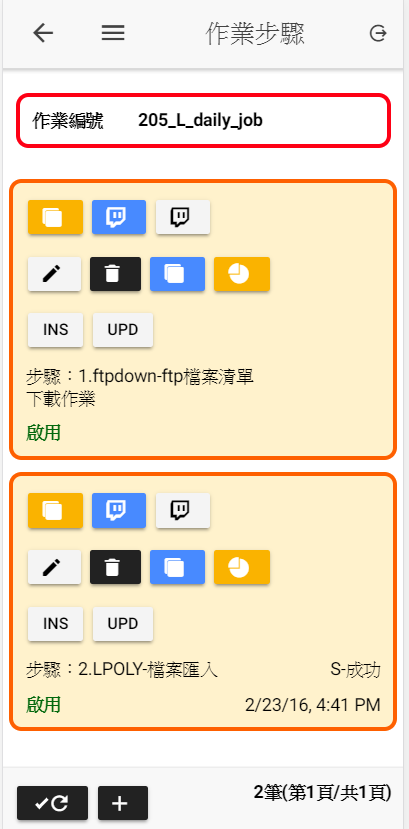 作業步驟
作業編號 205_L_daily_job
INS UPD
步驟：1.ftpdown-ftp檔案清單
下載作業
啟用
INS UPD
步驟：2.LPOLY-檔案匯入 S-成功
啟用 2/23/16, 4:41 PM
2筆(第1頁/共1頁)